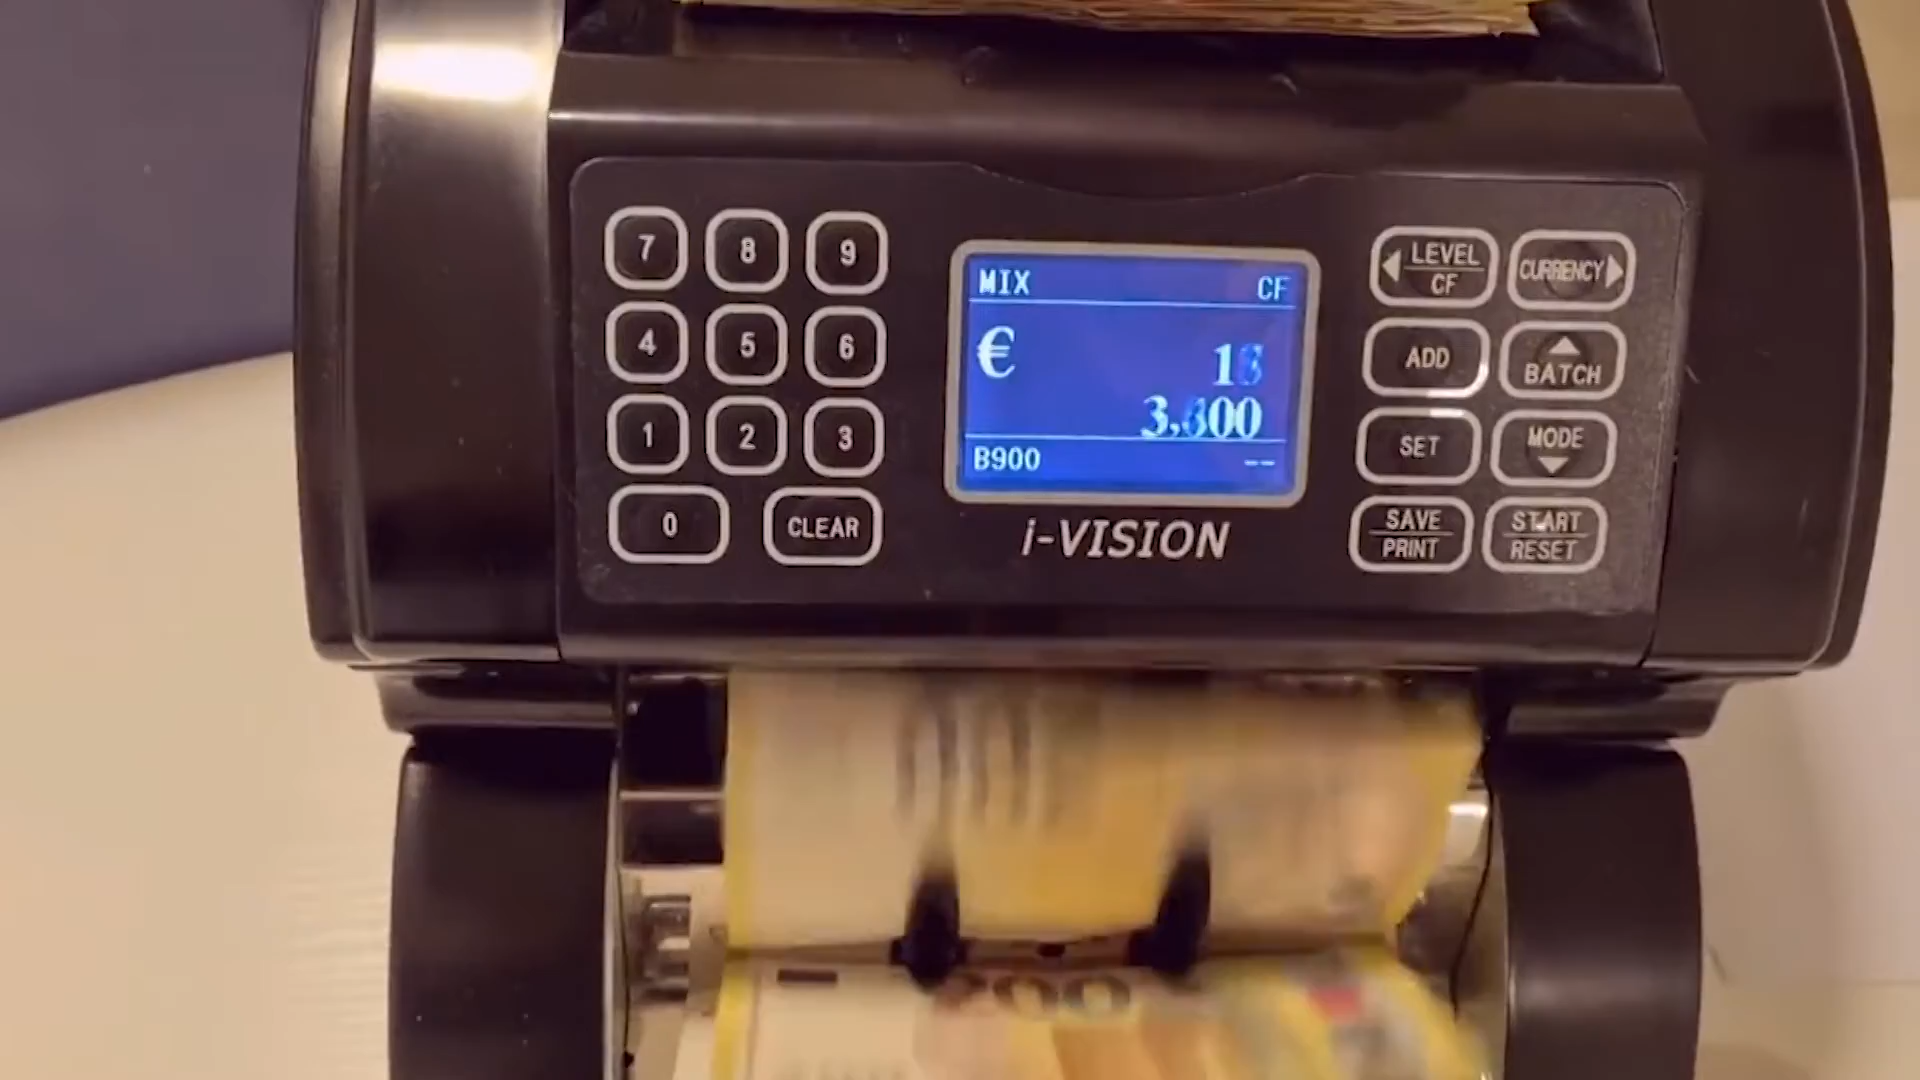 7 8 9
4 5 6
1 2 3
0 CLEAR
MIX CF
€
B900 --
i-VISION
LEVEL
CF
CURRENCY
ADD
BATCH
SET
MODE
SAVE
PRINT
START
RESET
200